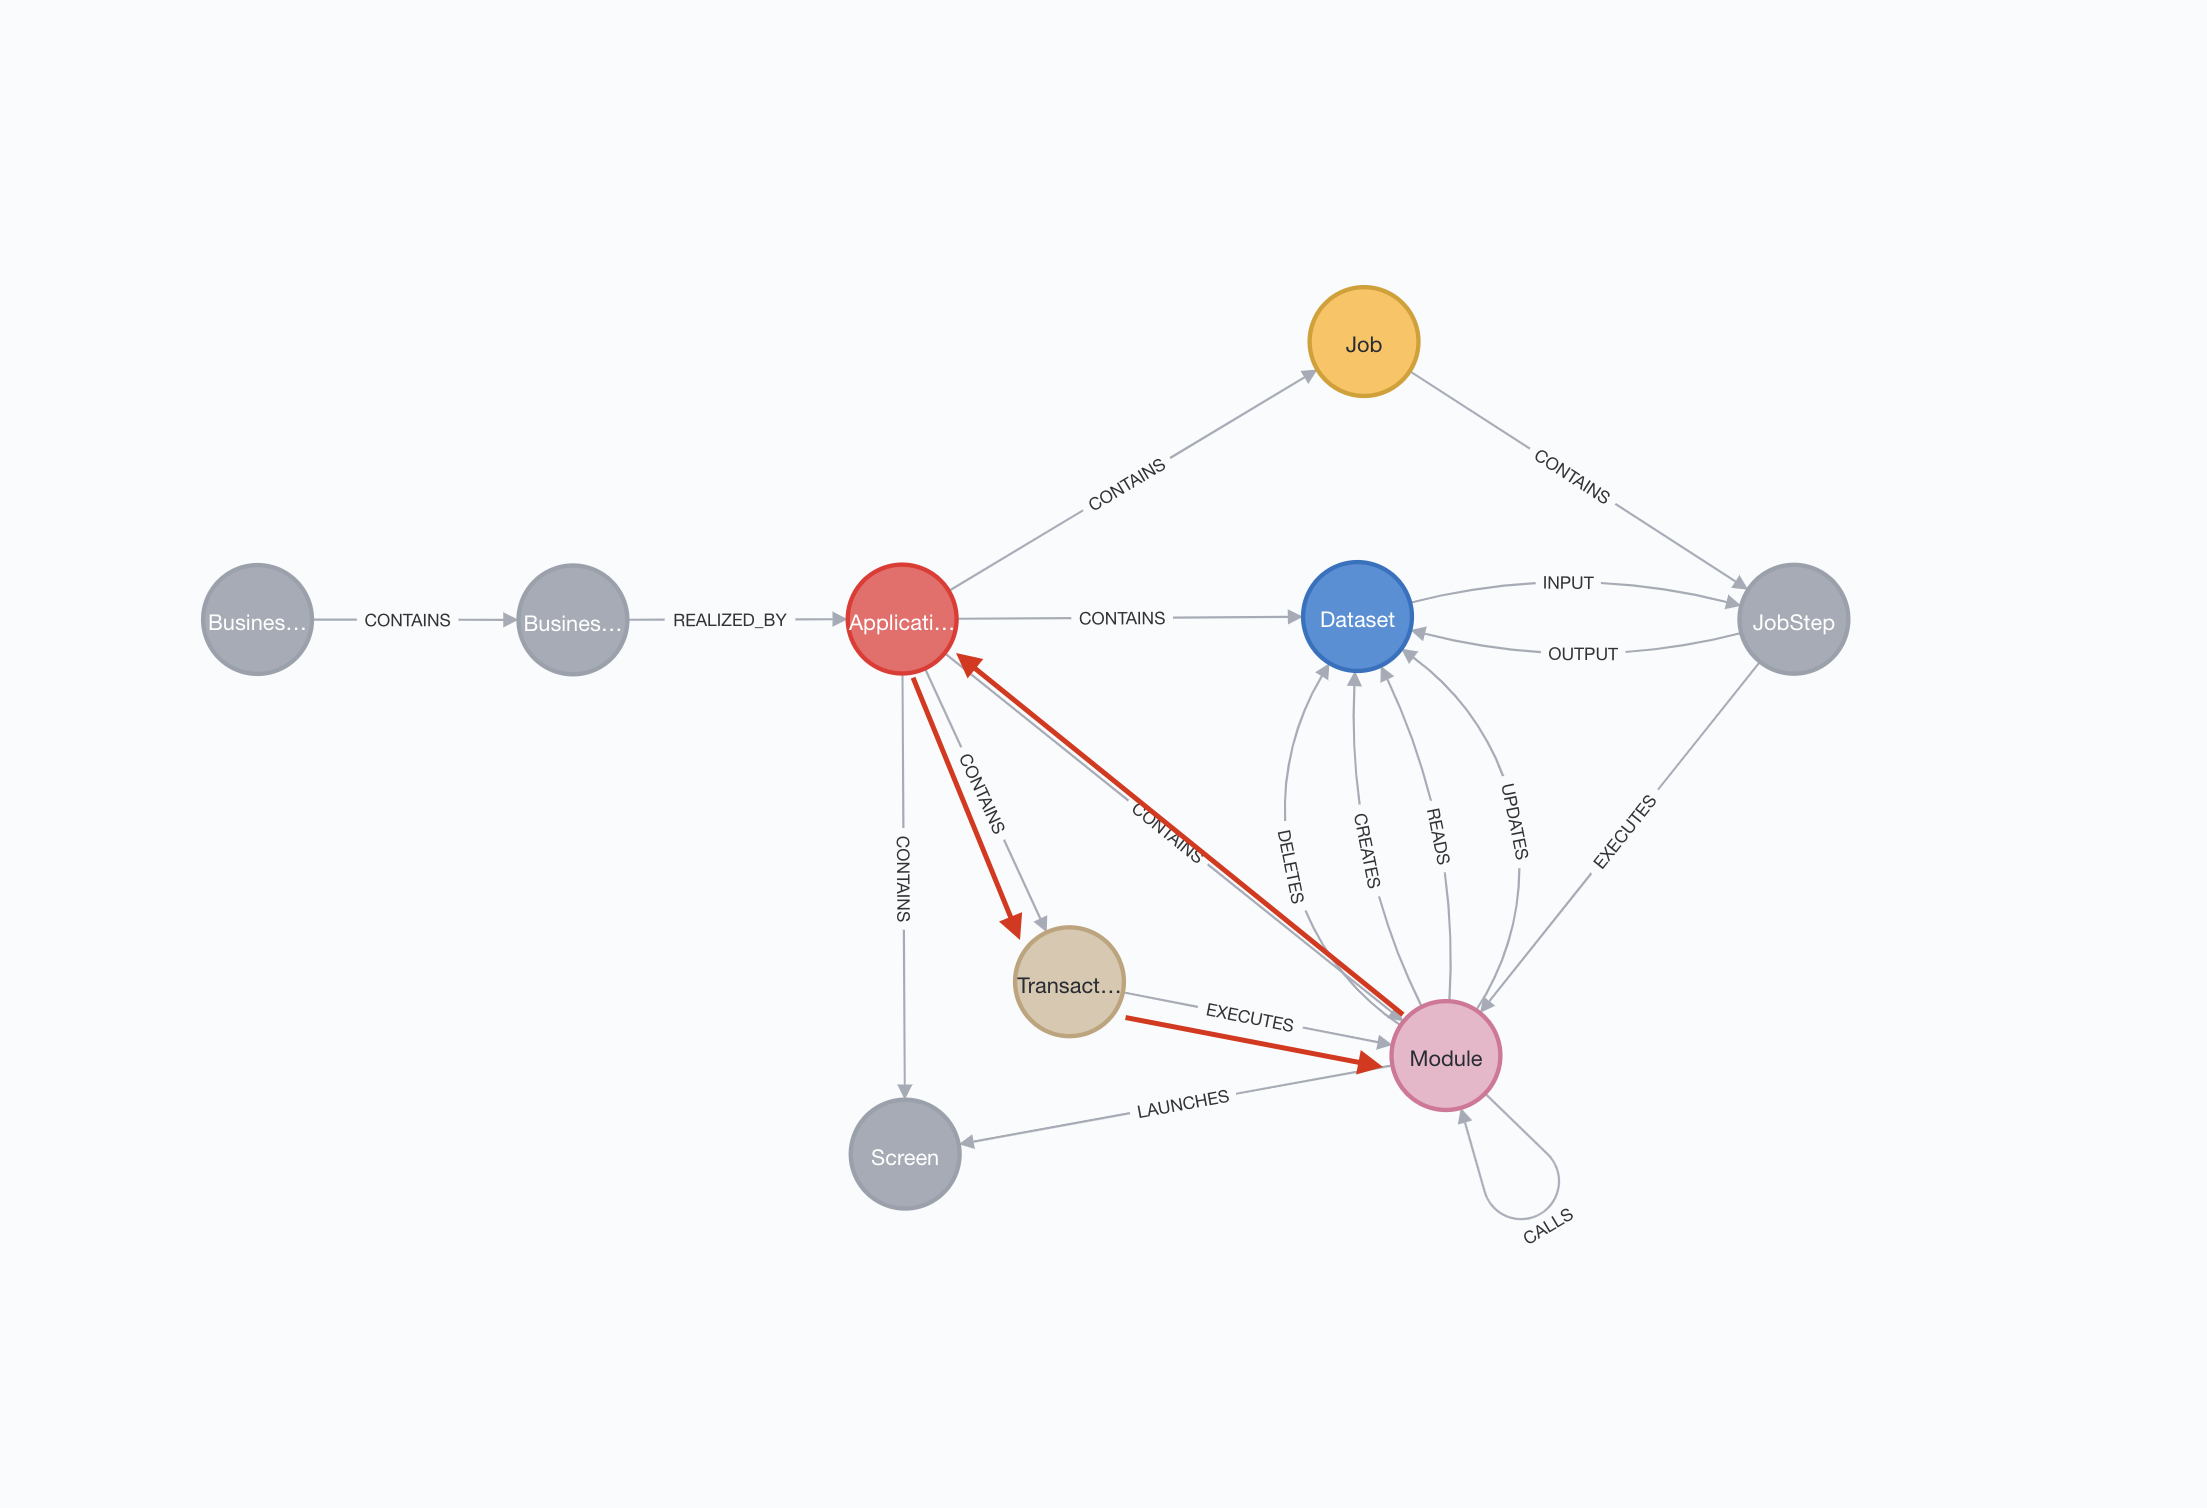 Job
CONTAINS
CONTAINS
Busines…
CONTAINS
Busines…
REALIZED_BY
Applicati…
CONTAINS
Dataset
INPUT
OUTPUT
JobStep
CONTAINS
CONTAINS
CONTAINS
DELETES
CREATES
READS
UPDATES
EXECUTES
Transact…
EXECUTES
Module
LAUNCHES
Screen
CALLS